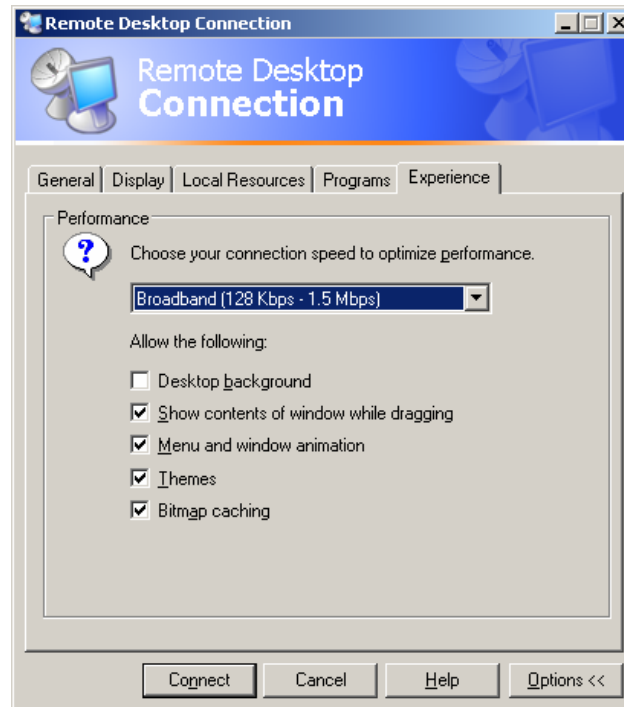 Remote Desktop Connection
Remote Desktop
Connection
General Display Local Resources Programs Experience
Performance
Choose your connection speed to optimize performance.
Broadband (128 Kbps - 1.5 Mbps)
Allow the following:
Desktop background
Show contents of window while dragging
Menu and window animation
Themes
Bitmap caching
Connect Cancel Help Options <<